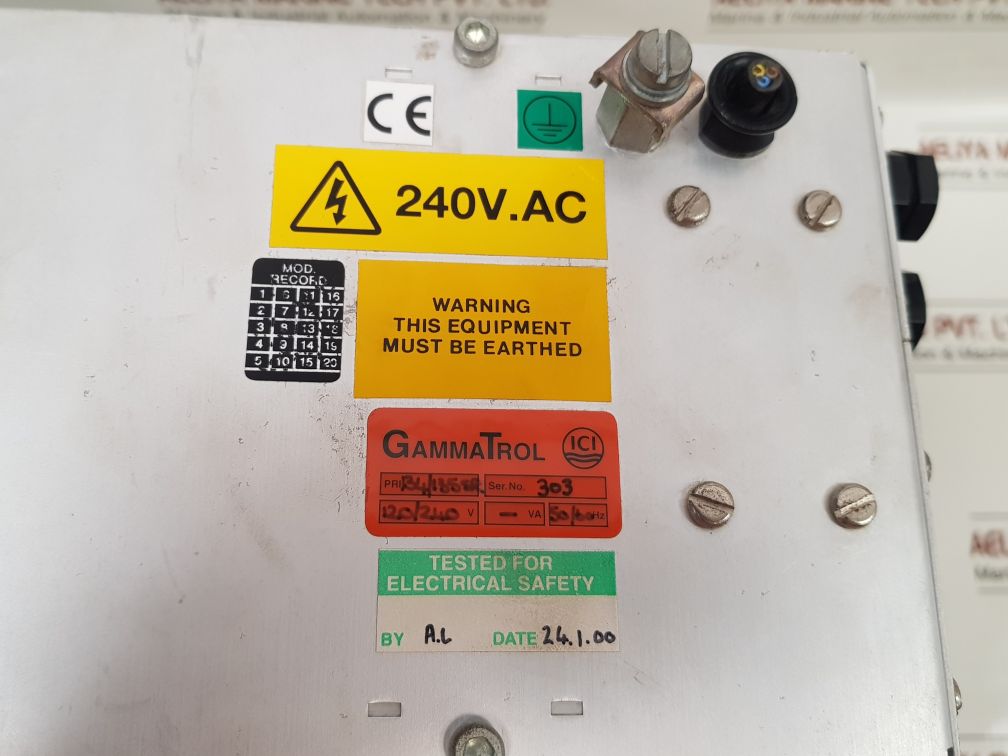 CE
240V.AC
MOD.
RECORD
1 6 11 16
2 7 12 17
3 8 13 18
4 9 14 19
5 10 15 20
WARNING
THIS EQUIPMENT
MUST BE EARTHED
GAMMATROL ICI
Ser. No. 303
120/240 V – VA 50/60 Hz
TESTED FOR
ELECTRICAL SAFETY
BY A.L DATE 24.1.00